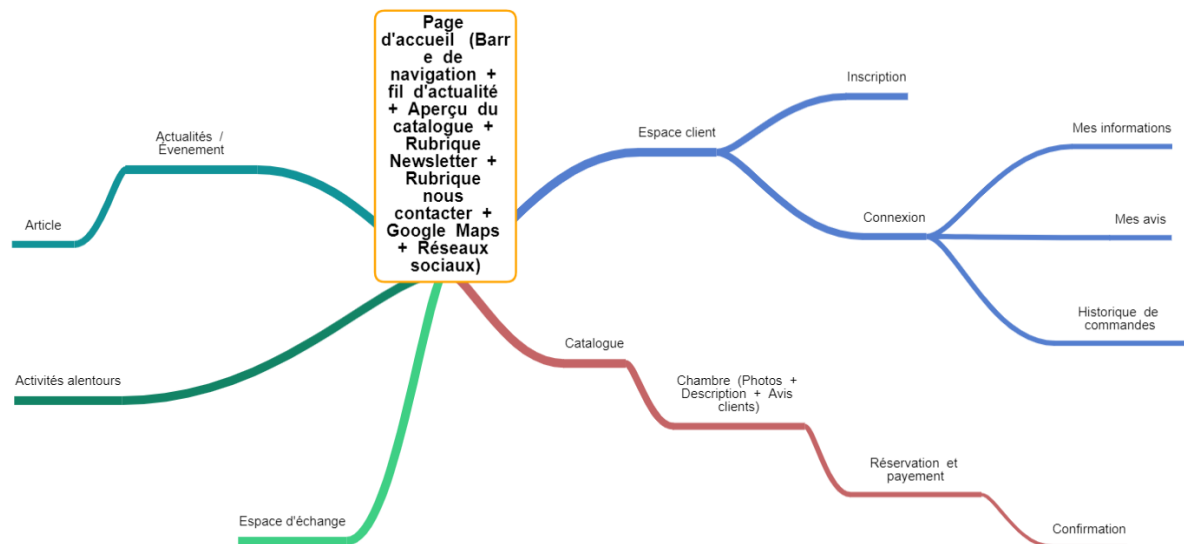 Page
d'accueil (Barr
e de
navigation +
fil d'actualité
+ Aperçu du
catalogue +
Rubrique
Newsletter +
Rubrique
nous
contacter +
Google Maps
+ Réseaux
sociaux)
Actualités /
Évenement
Article
Activités alentours
Espace d'échange
Espace client
Inscription
Connexion
Mes informations
Mes avis
Historique de
commandes
Catalogue
Chambre (Photos +
Description + Avis
clients)
Réservation et
payement
Confirmation